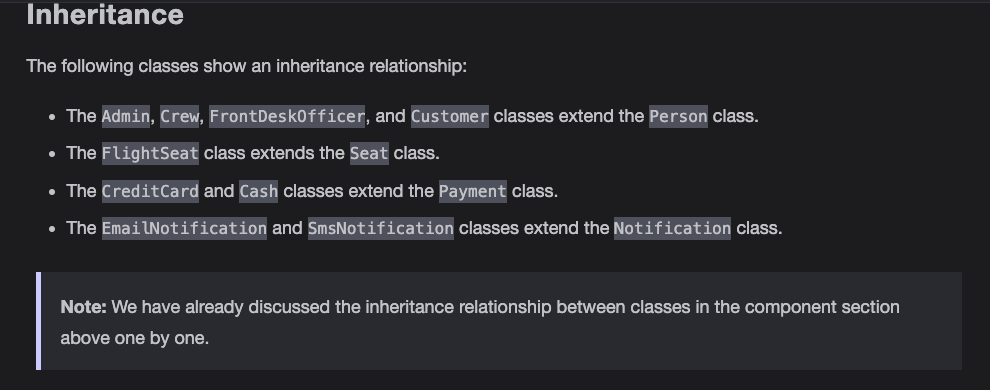 Inheritance
The following classes show an inheritance relationship:
• The Admin, Crew, FrontDeskOfficer, and Customer classes extend the Person class.
• The FlightSeat class extends the Seat class.
• The CreditCard and Cash classes extend the Payment class.
• The EmailNotification and SmsNotification classes extend the Notification class.
Note: We have already discussed the inheritance relationship between classes in the component section
above one by one.